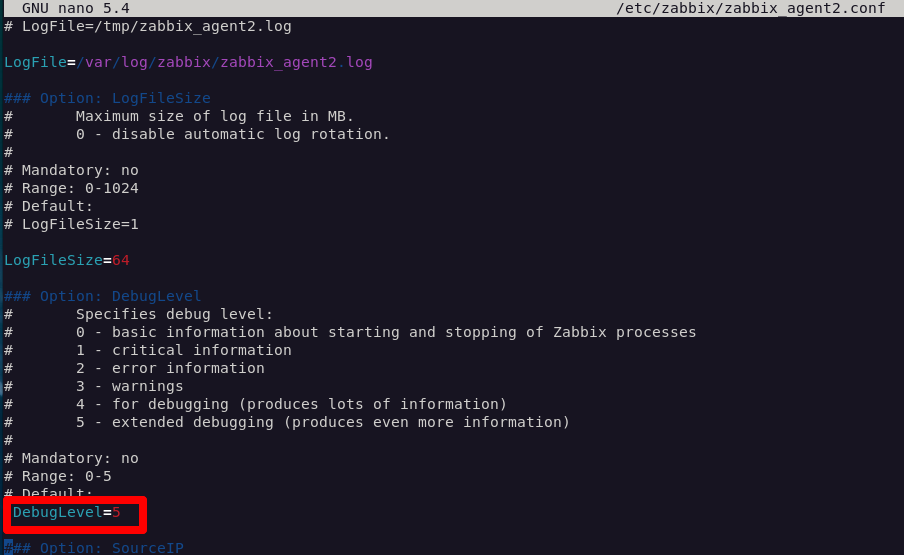 GNU nano 5.4 /etc/zabbix/zabbix_agent2.conf
# LogFile=/tmp/zabbix_agent2.log
LogFile=/var/log/zabbix/zabbix_agent2.log
### Option: LogFileSize
# Maximum size of log file in MB.
# 0 - disable automatic log rotation.
#
# Mandatory: no
# Range: 0-1024
# Default:
# LogFileSize=1
LogFileSize=64
### Option: DebugLevel
# Specifies debug level:
# 0 - basic information about starting and stopping of Zabbix processes
# 1 - critical information
# 2 - error information
# 3 - warnings
# 4 - for debugging (produces lots of information)
# 5 - extended debugging (produces even more information)
#
# Mandatory: no
# Range: 0-5
# Default:
DebugLevel=5
### Option: SourceIP